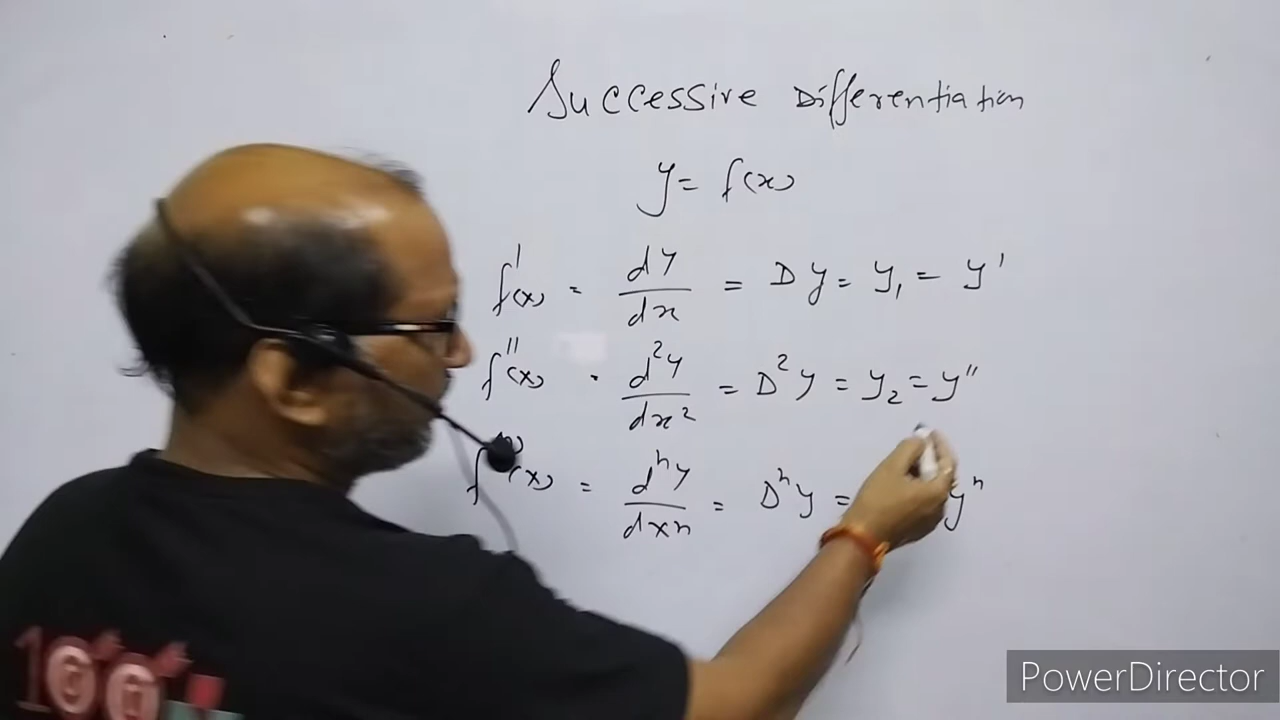 Successive Differentiation
y = f(x)
f'(x) = dy/dx = Dy = y₁ = y'
f''(x) = d²y/dx² = D²y = y₂ = y''
f (x) = dⁿy/dxn = Dⁿy = yⁿ
PowerDirector